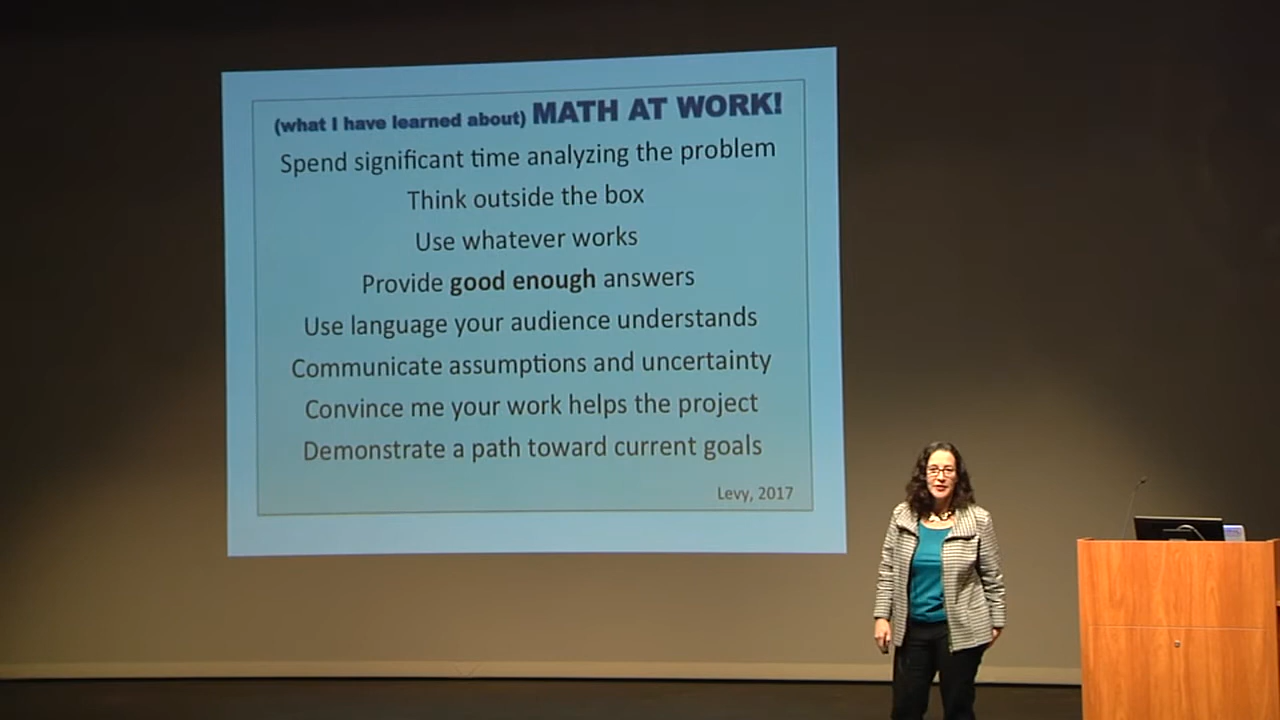 (what I have learned about) MATH AT WORK!
Spend significant time analyzing the problem
Think outside the box
Use whatever works
Provide good enough answers
Use language your audience understands
Communicate assumptions and uncertainty
Convince me your work helps the project
Demonstrate a path toward current goals
Levy, 2017